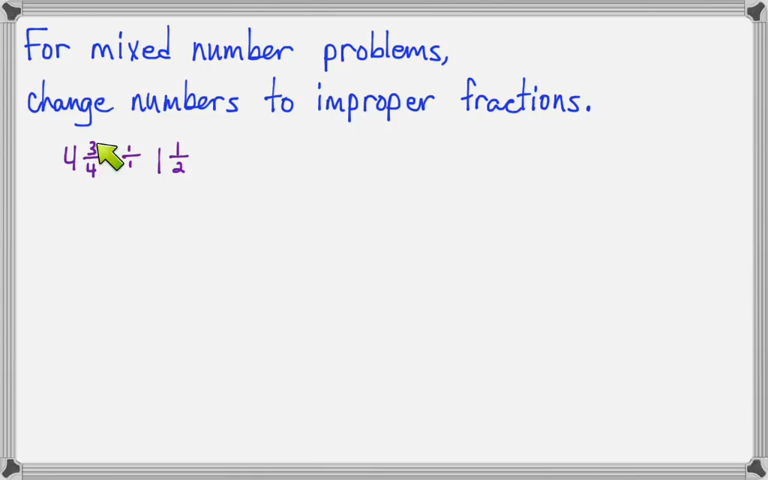 For mixed number problems,
change numbers to improper fractions.
4 3/4 ÷ 1 1/2